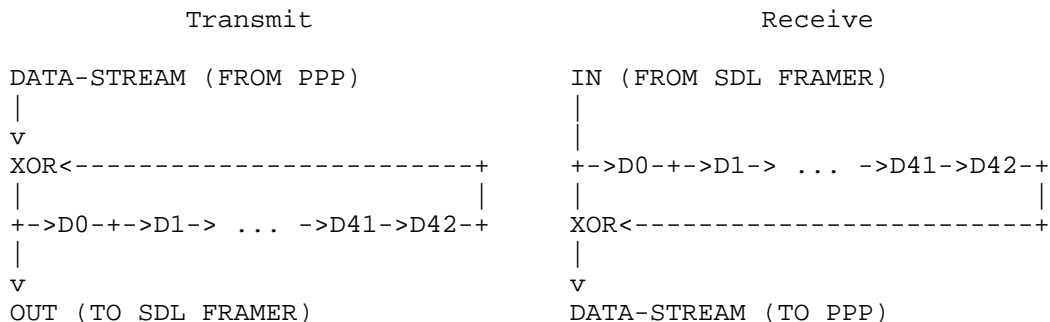 Transmit                            Receive
DATA-STREAM (FROM PPP)             IN (FROM SDL FRAMER)
|                                  |
v                                  |
XOR<-------------------------+     +->D0-+->D1-> ... ->D41->D42-+
|                            |     |                            |
+->D0-+->D1-> ... ->D41->D42-+     XOR<-------------------------+
|                                  |
v                                  v
OUT (TO SDL FRAMER)                DATA-STREAM (TO PPP)